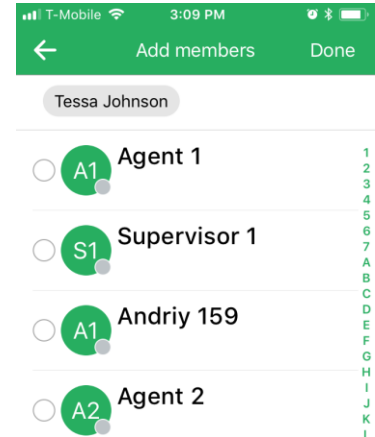 T-Mobile 3:09 PM
Add members Done
Tessa Johnson
A1 Agent 1
S1 Supervisor 1
A1 Andriy 159
A2 Agent 2
1
2
3
4
5
6
7
A
B
C
D
E
F
G
H
I
J
K